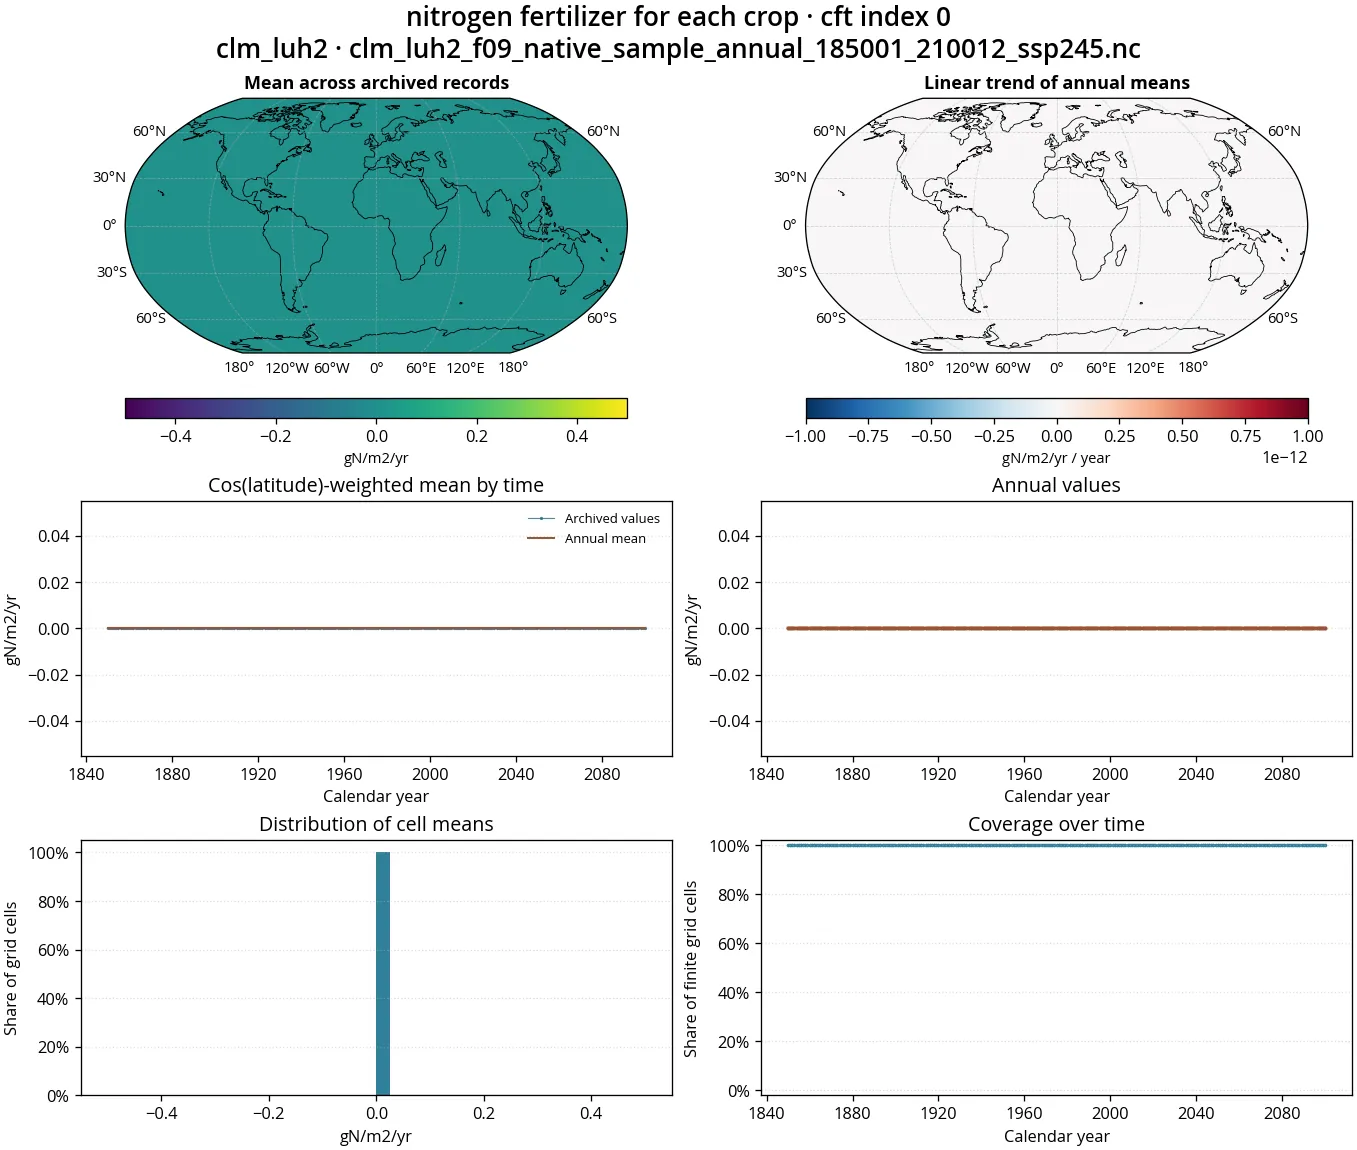 nitrogen fertilizer for each crop · cft index 0
clm_luh2 · clm_luh2_f09_native_sample_annual_185001_210012_ssp245.nc
Mean across archived records
60°N 60°N
30°N
0°
30°S
60°S 60°S
180° 120°W 60°W 0° 60°E 120°E 180°
−0.4 −0.2 0.0 0.2 0.4
gN/m2/yr
Linear trend of annual means
60°N 60°N
30°N
0°
30°S
60°S 60°S
180° 120°W 60°W 0° 60°E 120°E 180°
−1.00 −0.75 −0.50 −0.25 0.00 0.25 0.50 0.75 1.00
gN/m2/yr / year
1e−12
Cos(latitude)-weighted mean by time
Archived values
Annual mean
gN/m2/yr
0.04
0.02
0.00
−0.02
−0.04
1840 1880 1920 1960 2000 2040 2080
Calendar year
Annual values
gN/m2/yr
0.04
0.02
0.00
−0.02
−0.04
1840 1880 1920 1960 2000 2040 2080
Calendar year
Distribution of cell means
Share of grid cells
100%
80%
60%
40%
20%
0%
−0.4 −0.2 0.0 0.2 0.4
gN/m2/yr
Coverage over time
Share of finite grid cells
100%
80%
60%
40%
20%
0%
1840 1880 1920 1960 2000 2040 2080
Calendar year